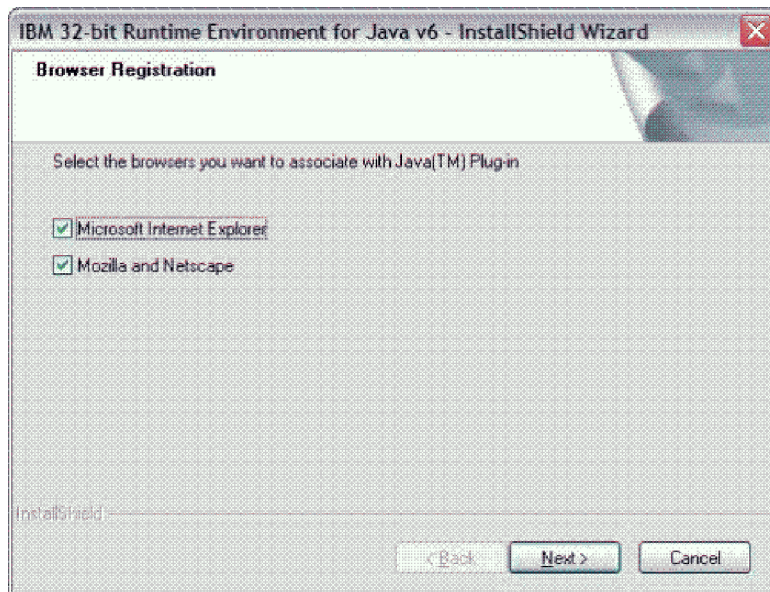 IBM 32-bit Runtime Environment for Java v6 - InstallShield Wizard
Browser Registration
Select the browsers you want to associate with Java(TM) Plug-in
Microsoft Internet Explorer
Mozilla and Netscape
InstallShield
< Back
Next >
Cancel